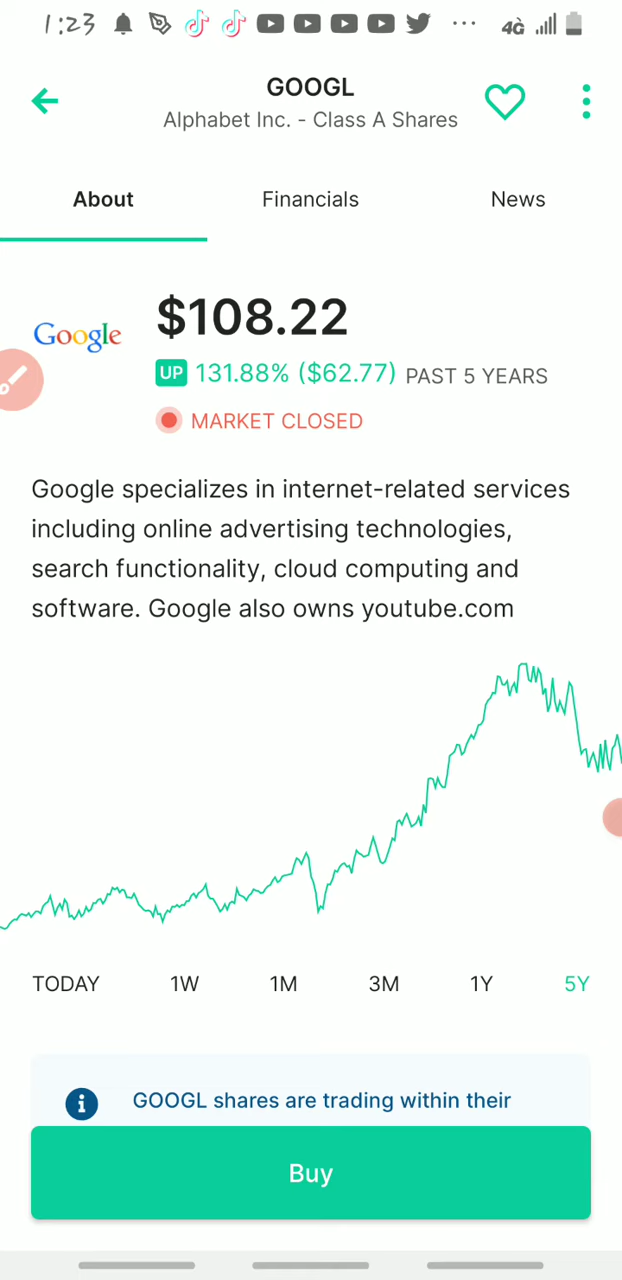 1:23
4G
GOOGL
Alphabet Inc. - Class A Shares
About Financials News
Google
$108.22
UP 131.88% ($62.77) PAST 5 YEARS
MARKET CLOSED
Google specializes in internet-related services
including online advertising technologies,
search functionality, cloud computing and
software. Google also owns youtube.com
TODAY 1W 1M 3M 1Y 5Y
GOOGL shares are trading within their
Buy